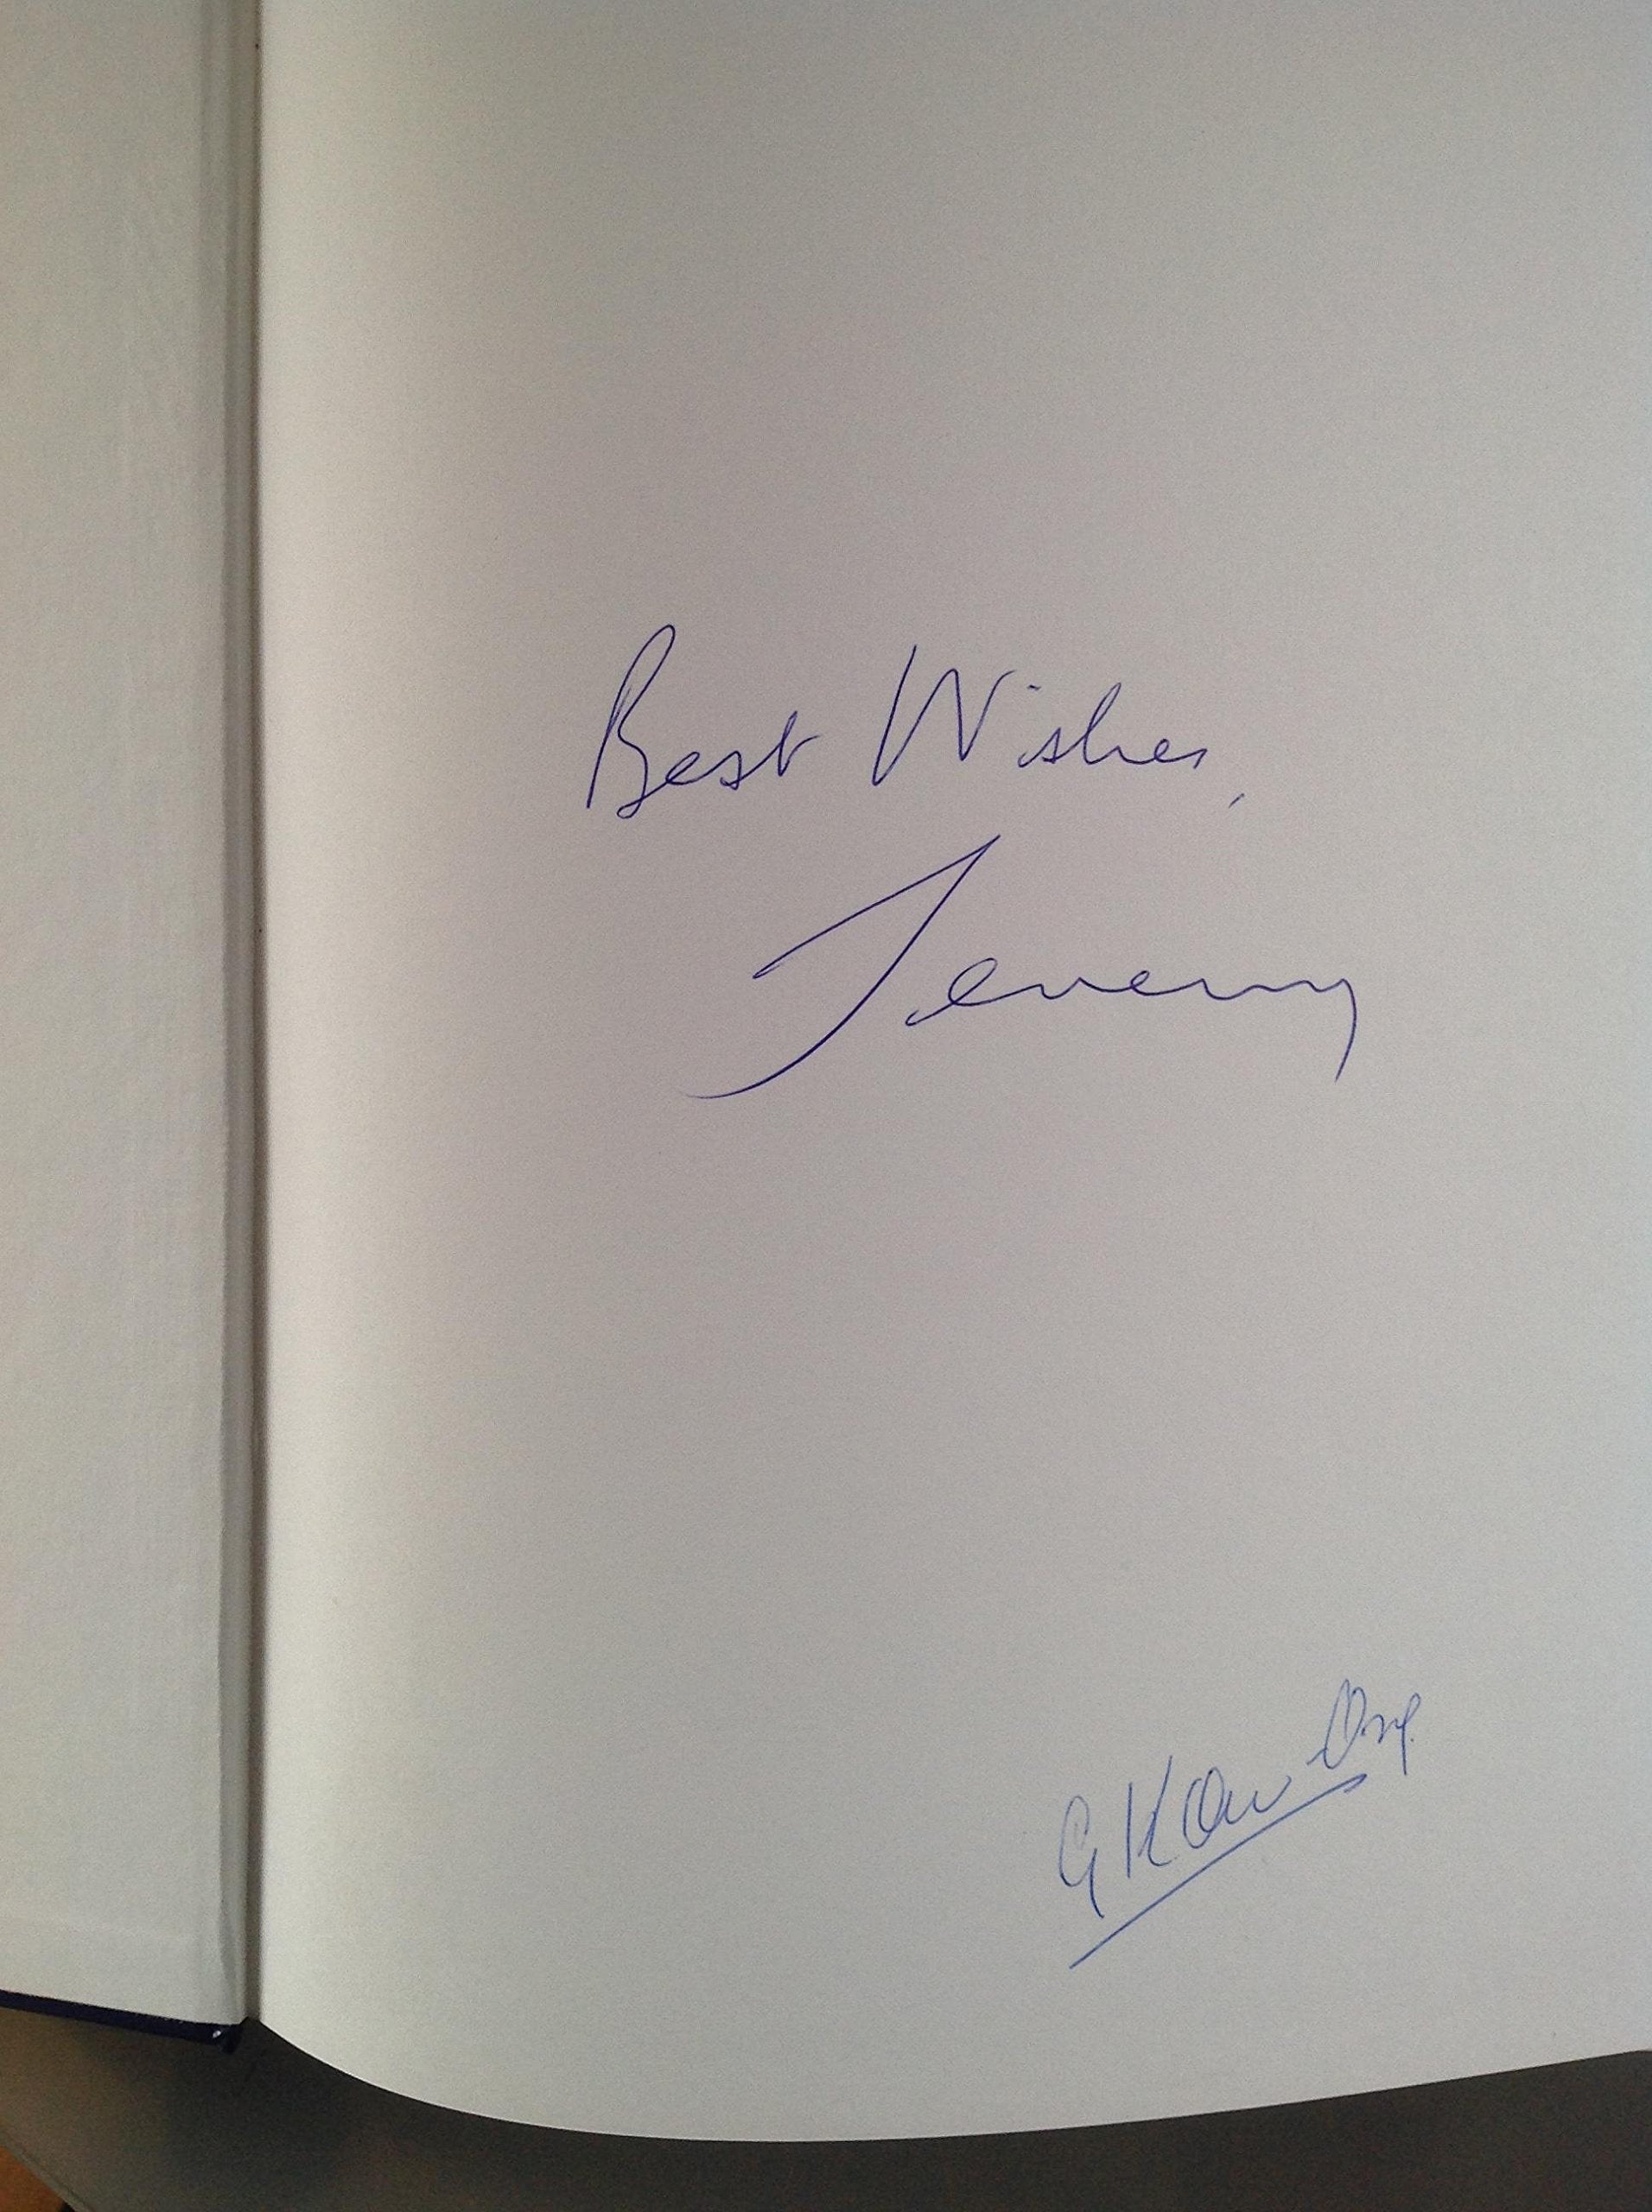 Best Wishes,
Jeremy
G K